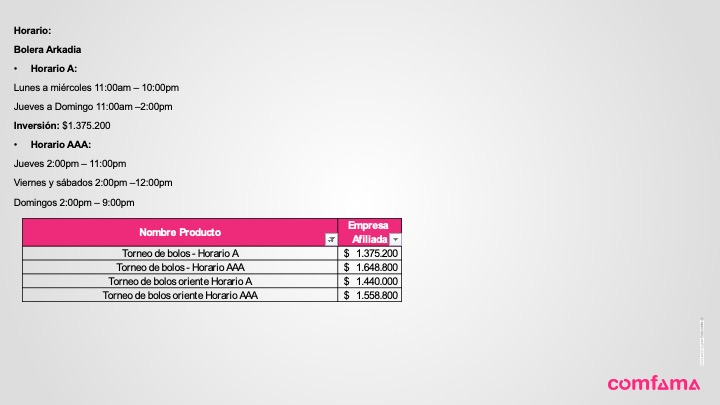 Horario:
Bolera Arkadia
• Horario A:
Lunes a miércoles 11:00am – 10:00pm
Jueves a Domingo 11:00am –2:00pm
Inversión: $1.375.200
• Horario AAA:
Jueves 2:00pm – 11:00pm
Viernes y sábados 2:00pm –12:00pm
Domingos 2:00pm – 9:00pm
Nombre Producto Empresa Afiliada
Torneo de bolos - Horario A $ 1.375.200
Torneo de bolos - Horario AAA $ 1.648.800
Torneo de bolos oriente Horario A $ 1.440.000
Torneo de bolos oriente Horario AAA $ 1.558.800
comfama